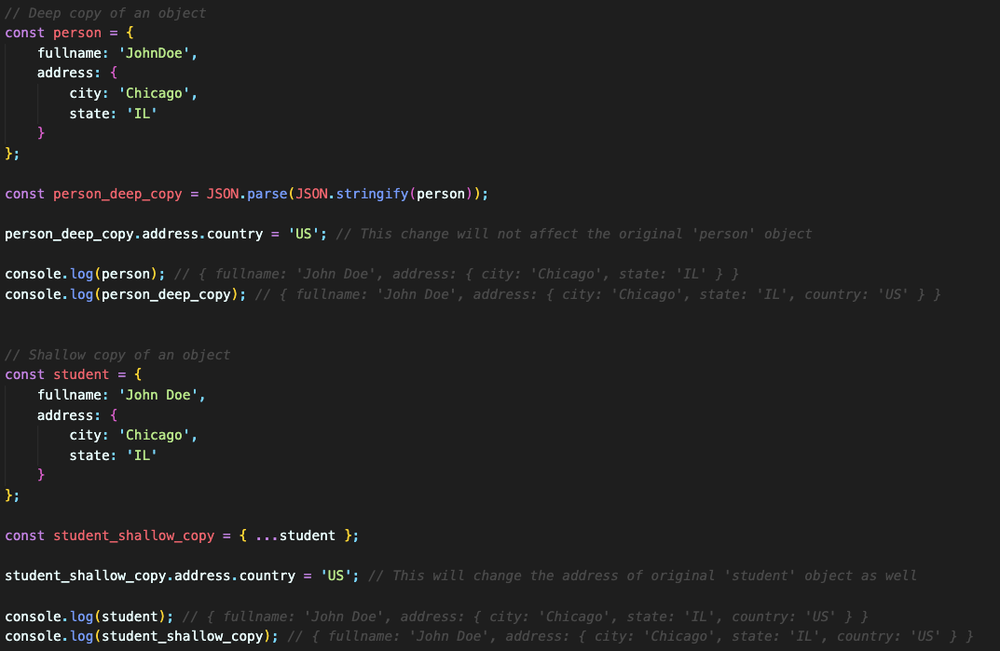 // Deep copy of an object
const person = {
    fullname: 'JohnDoe',
    address: {
        city: 'Chicago',
        state: 'IL'
    }
};
const person_deep_copy = JSON.parse(JSON.stringify(person));
person_deep_copy.address.country = 'US'; // This change will not affect the original 'person' object
console.log(person); // { fullname: 'John Doe', address: { city: 'Chicago', state: 'IL' } }
console.log(person_deep_copy); // { fullname: 'John Doe', address: { city: 'Chicago', state: 'IL', country: 'US' } }
// Shallow copy of an object
const student = {
    fullname: 'John Doe',
    address: {
        city: 'Chicago',
        state: 'IL'
    }
};
const student_shallow_copy = { ...student };
student_shallow_copy.address.country = 'US'; // This will change the address of original 'student' object as well
console.log(student); // { fullname: 'John Doe', address: { city: 'Chicago', state: 'IL', country: 'US' } }
console.log(student_shallow_copy); // { fullname: 'John Doe', address: { city: 'Chicago', state: 'IL', country: 'US' } }